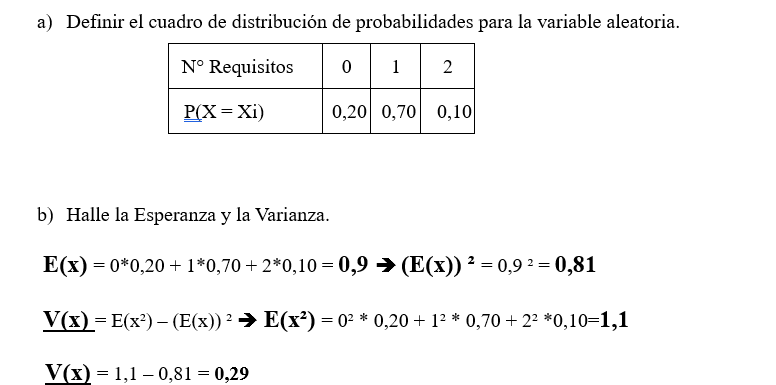 a) Definir el cuadro de distribución de probabilidades para la variable aleatoria.
N° Requisitos 0 1 2
P(X = Xi) 0,20 0,70 0,10
b) Halle la Esperanza y la Varianza.
E(x) = 0*0,20 + 1*0,70 + 2*0,10 = 0,9 ➔ (E(x)) ² = 0,9 ² = 0,81
V(x) = E(x²) – (E(x)) ² ➔ E(x²) = 0² * 0,20 + 1² * 0,70 + 2² *0,10=1,1
V(x) = 1,1 – 0,81 = 0,29